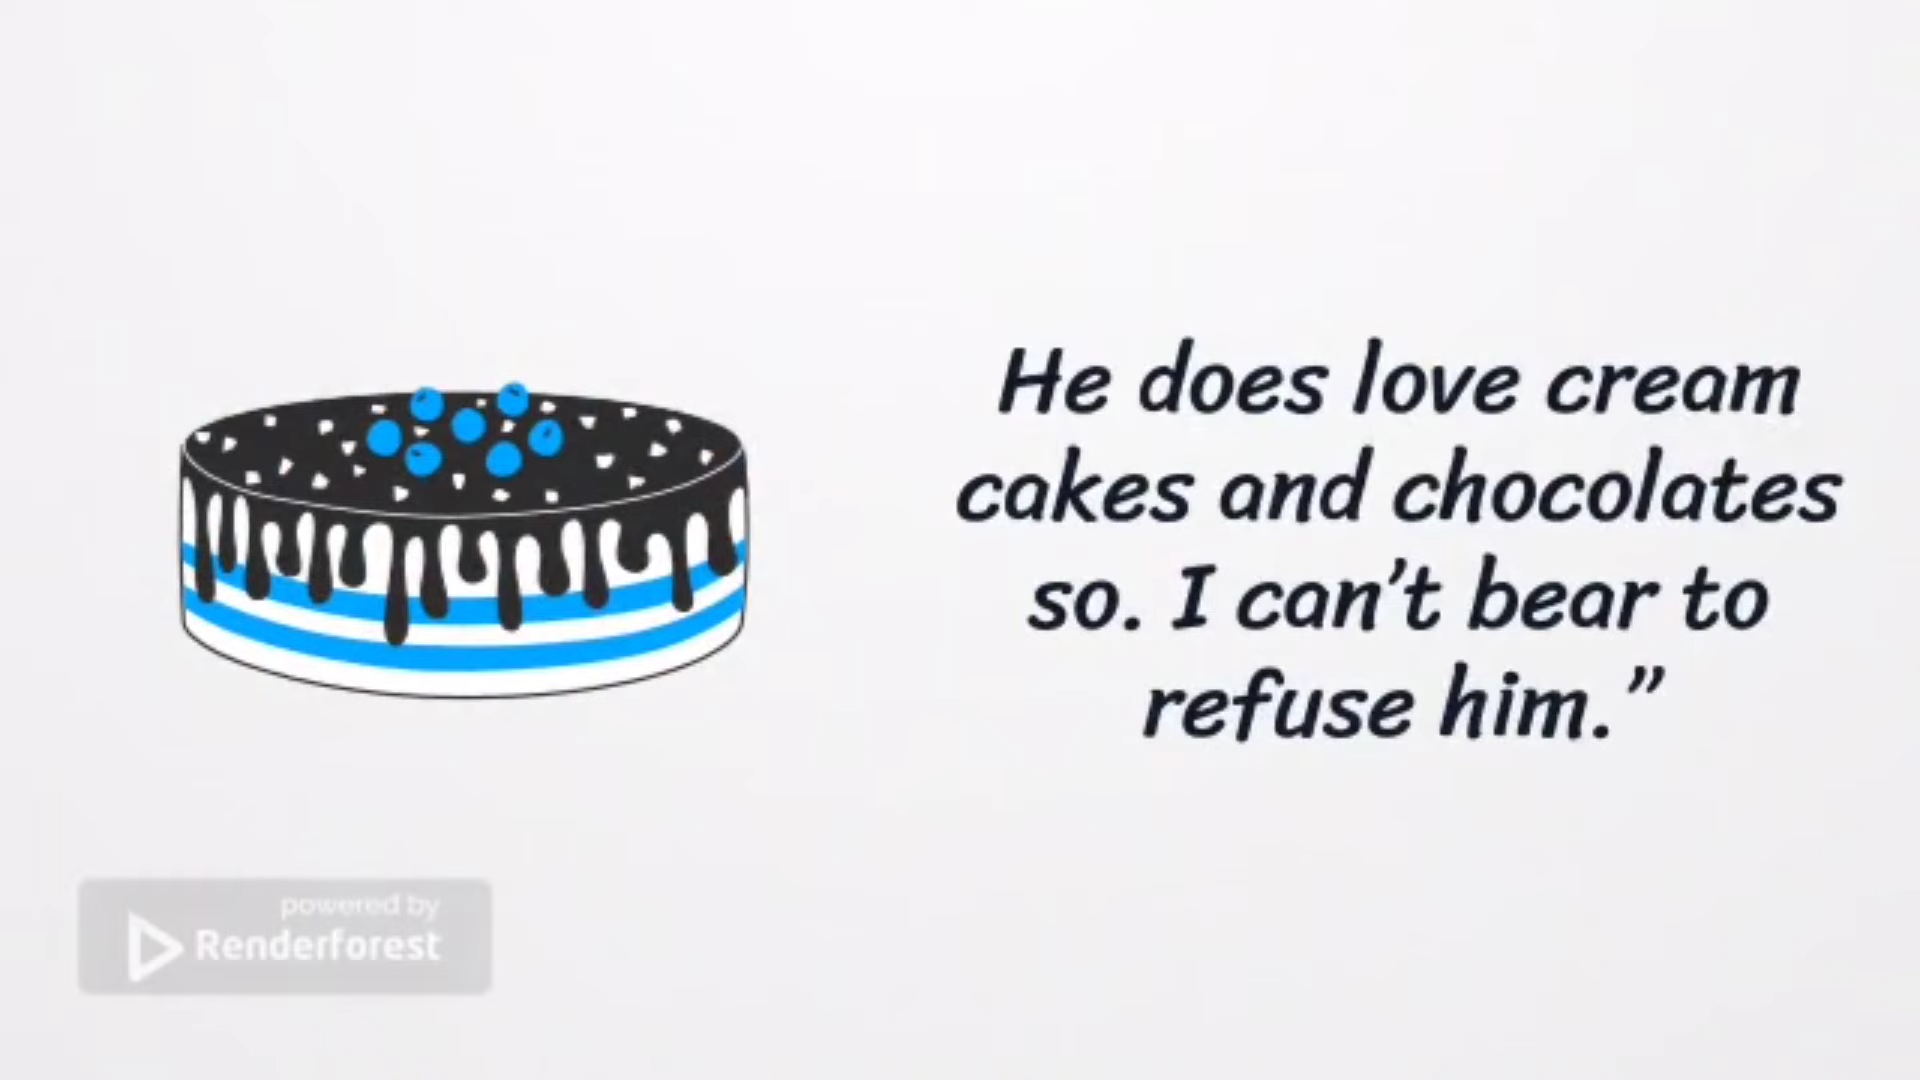 He does love cream
cakes and chocolates
so. I can't bear to
refuse him.”
powered by
Renderforest